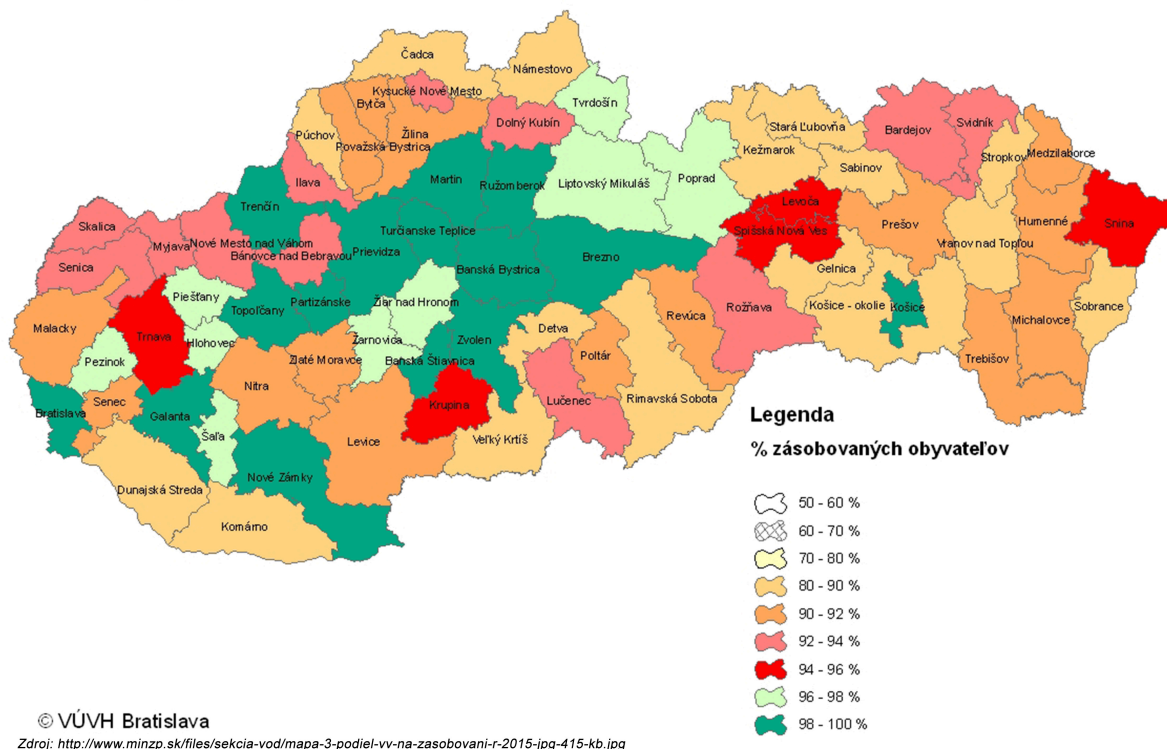 Čadca
Námestovo
Kysucké Nové Mesto
Bytča
Tvrdošín
Púchov
Žilina
Považská Bystrica
Dolný Kubín
Stará Ľubovňa
Bardejov
Svidník
Kežmarok
Stropkov
Medzilaborce
Sabinov
Ilava
Martin
Ružomberok
Liptovský Mikuláš
Poprad
Trenčín
Levoča
Skalica
Turčianske Teplice
Spišská Nová Ves
Prešov
Humenné
Snina
Myjava
Nové Mesto nad Váhom
Bánovce nad Bebravou
Prievidza
Vranov nad Topľou
Senica
Banská Bystrica
Brezno
Gelnica
Piešťany
Topoľčany
Partizánske
Žiar nad Hronom
Rožňava
Košice - okolie
Košice
Sobrance
Malacky
Trnava
Hlohovec
Žarnovica
Zvolen
Detva
Revúca
Michalovce
Pezinok
Zlaté Moravce
Banská Štiavnica
Poltár
Trebišov
Nitra
Bratislava
Senec
Galanta
Krupina
Lučenec
Rimavská Sobota
Šaľa
Levice
Veľký Krtíš
Nové Zámky
Dunajská Streda
Komárno
Legenda
% zásobovaných obyvateľov
50 - 60 %
60 - 70 %
70 - 80 %
80 - 90 %
90 - 92 %
92 - 94 %
94 - 96 %
96 - 98 %
98 - 100 %
© VÚVH Bratislava
Zdroj: http://www.minzp.sk/files/sekcia-vod/mapa-3-podiel-vv-na-zasobovani-r-2015-jpg-415-kb.jpg